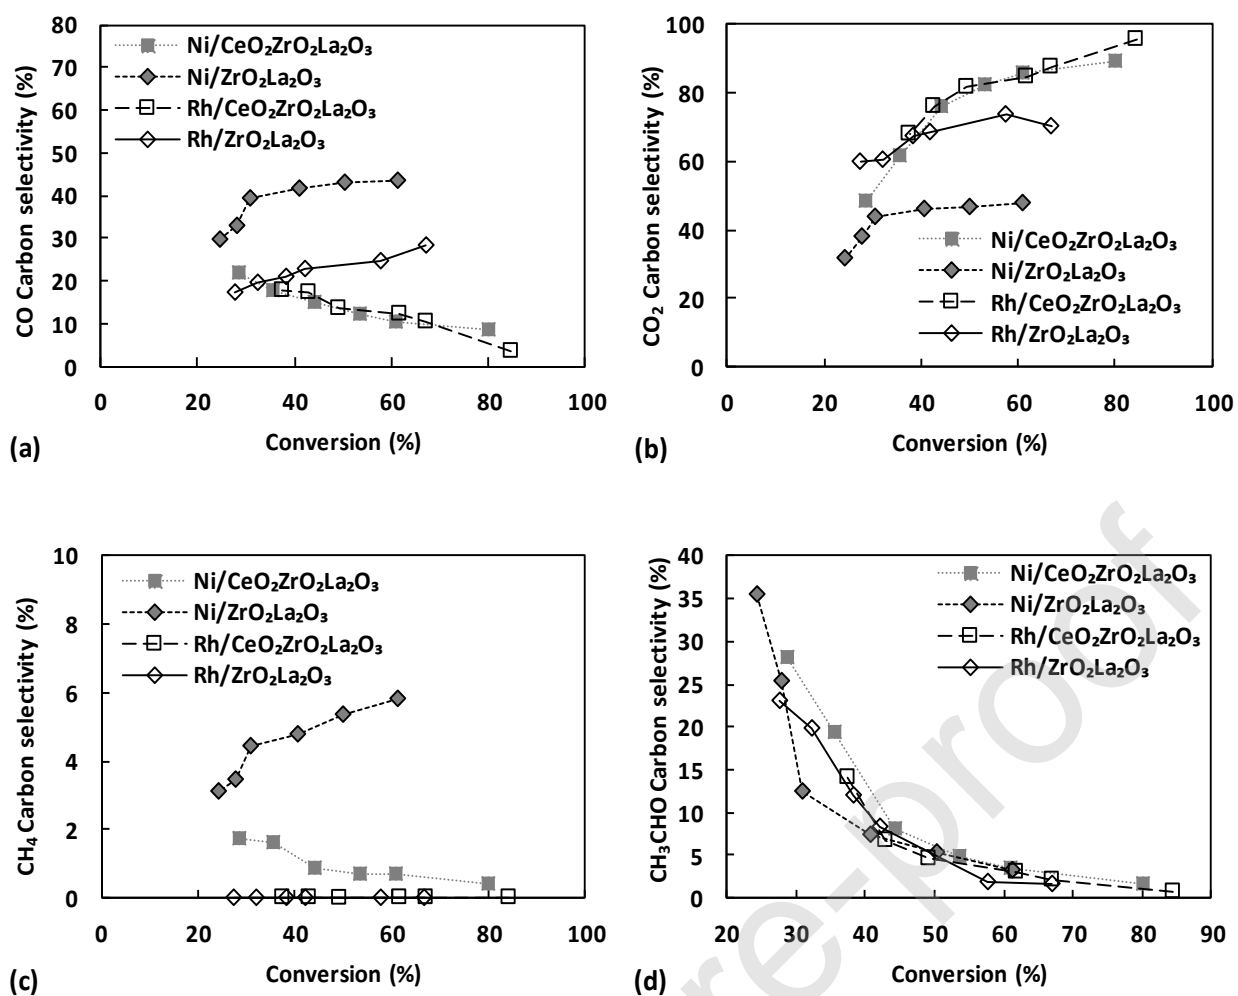 80
70
60
50
40
30
20
10
0
CO Carbon selectivity (%)
Ni/CeO₂ZrO₂La₂O₃
Ni/ZrO₂La₂O₃
Rh/CeO₂ZrO₂La₂O₃
Rh/ZrO₂La₂O₃
0 20 40 60 80 100
Conversion (%)
(a)
100
80
60
40
20
0
CO₂ Carbon selectivity (%)
Ni/CeO₂ZrO₂La₂O₃
Ni/ZrO₂La₂O₃
Rh/CeO₂ZrO₂La₂O₃
Rh/ZrO₂La₂O₃
0 20 40 60 80 100
Conversion (%)
(b)
10
8
6
4
2
0
CH₄ Carbon selectivity (%)
Ni/CeO₂ZrO₂La₂O₃
Ni/ZrO₂La₂O₃
Rh/CeO₂ZrO₂La₂O₃
Rh/ZrO₂La₂O₃
0 20 40 60 80 100
Conversion (%)
(c)
40
35
30
25
20
15
10
5
0
CH₃CHO Carbon selectivity (%)
Ni/CeO₂ZrO₂La₂O₃
Ni/ZrO₂La₂O₃
Rh/CeO₂ZrO₂La₂O₃
Rh/ZrO₂La₂O₃
20 30 40 50 60 70 80 90
Conversion (%)
(d)
re-proof